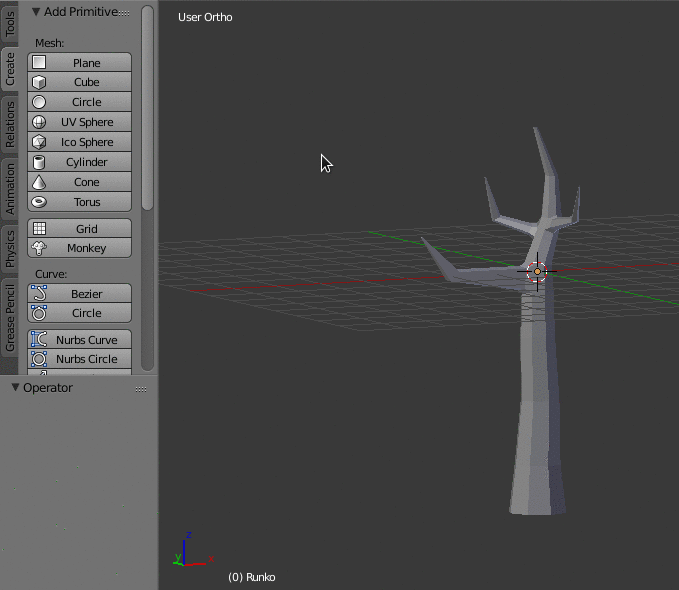 Tools
Create
Relations
Animation
Physics
Grease Pencil
▼ Add Primitive
Mesh:
Plane
Cube
Circle
UV Sphere
Ico Sphere
Cylinder
Cone
Torus
Grid
Monkey
Curve:
Bezier
Circle
Nurbs Curve
Nurbs Circle
▼ Operator
User Ortho
z
y
x
(0) Runko